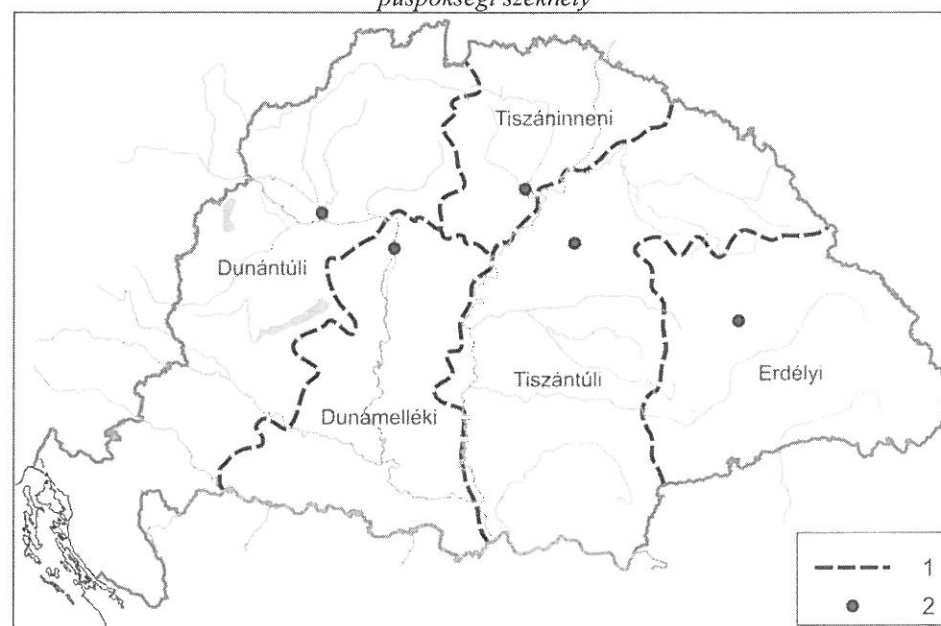 püspökségi székhely
Tiszáninneni
Dunántúli
Dunamelléki
Tiszántúli
Erdélyi
1
2